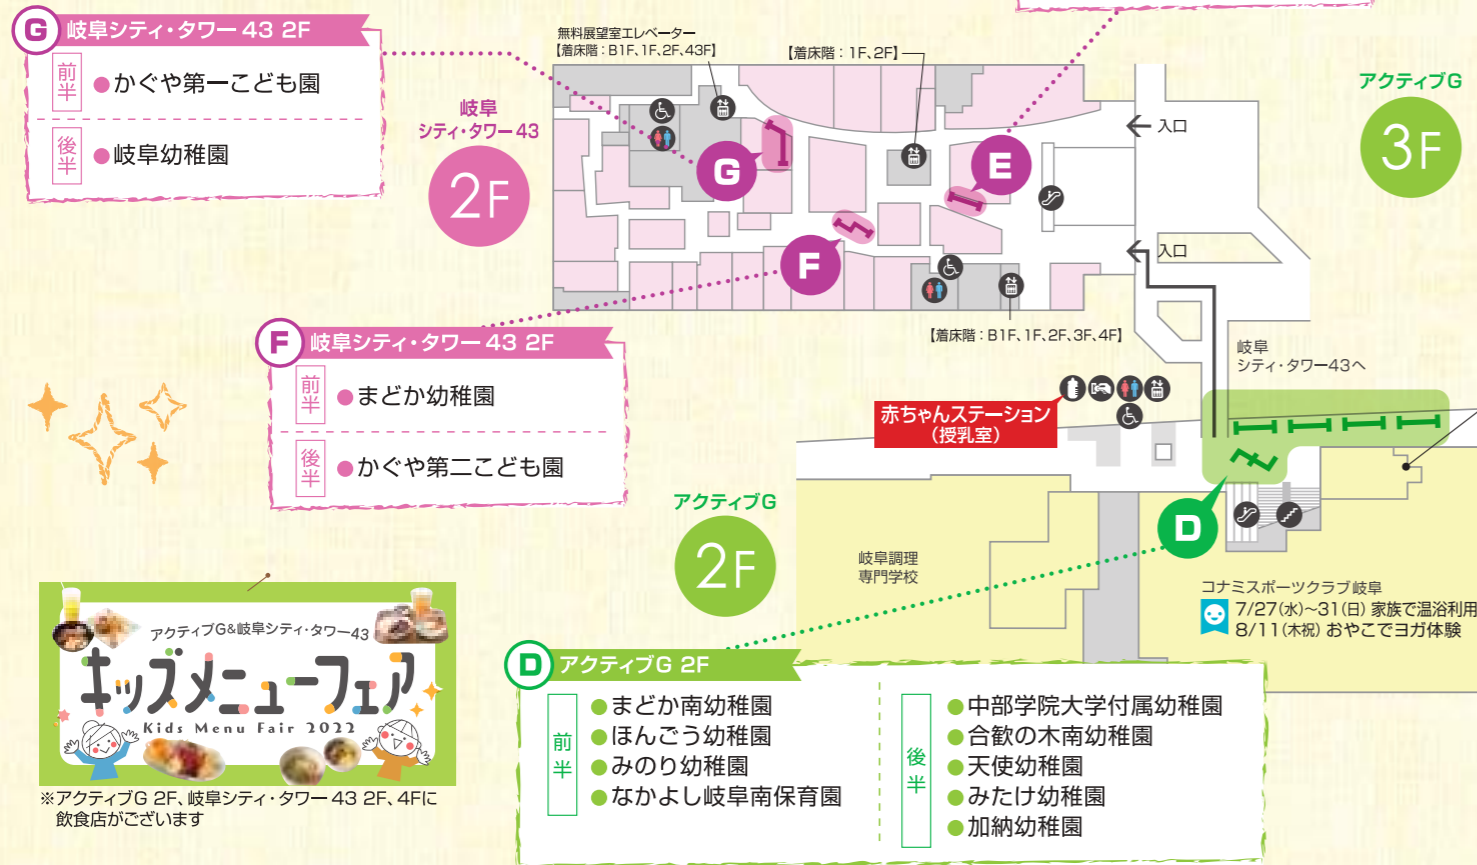 G 岐阜シティ・タワー43 2F
前半
●かぐや第一こども園
後半
●岐阜幼稚園
無料展望室エレベーター
【着床階：B1F、1F、2F、43F】
【着床階：1F、2F】
岐阜
シティ・タワー43
2F
G
E
F
入口
入口
【着床階：B1F、1F、2F、3F、4F】
アクティブG
3F
F 岐阜シティ・タワー43 2F
前半
●まどか幼稚園
後半
●かぐや第二こども園
岐阜
シティ・タワー43へ
赤ちゃんステーション
（授乳室）
アクティブG
2F
D
岐阜調理
専門学校
コナミスポーツクラブ岐阜
7/27(水)～31(日) 家族で温浴利用
8/11(木祝) おやこでヨガ体験
アクティブG&岐阜シティ・タワー43
キッズメニューフェア
Kids Menu Fair 2022
※アクティブG 2F、岐阜シティ・タワー43 2F、4Fに
飲食店がございます
D アクティブG 2F
前半
●まどか南幼稚園
●ほんごう幼稚園
●みのり幼稚園
●なかよし岐阜南保育園
後半
●中部学院大学付属幼稚園
●合歓の木南幼稚園
●天使幼稚園
●みたけ幼稚園
●加納幼稚園